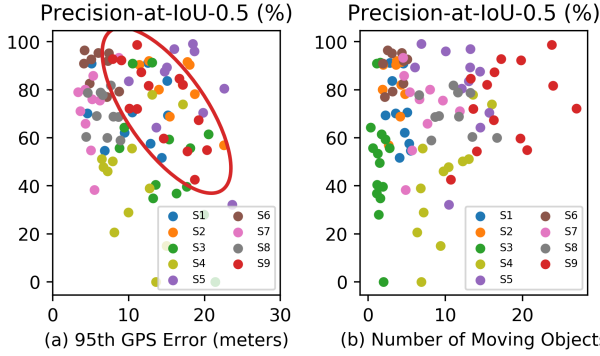 Precision-at-IoU-0.5 (%)
Precision-at-IoU-0.5 (%)
100
80
60
40
20
0
0
10
20
30
S1
S2
S3
S4
S5
S6
S7
S8
S9
(a) 95th GPS Error (meters)
100
80
60
40
20
0
0
10
20
S1
S2
S3
S4
S5
S6
S7
S8
S9
(b) Number of Moving Objects